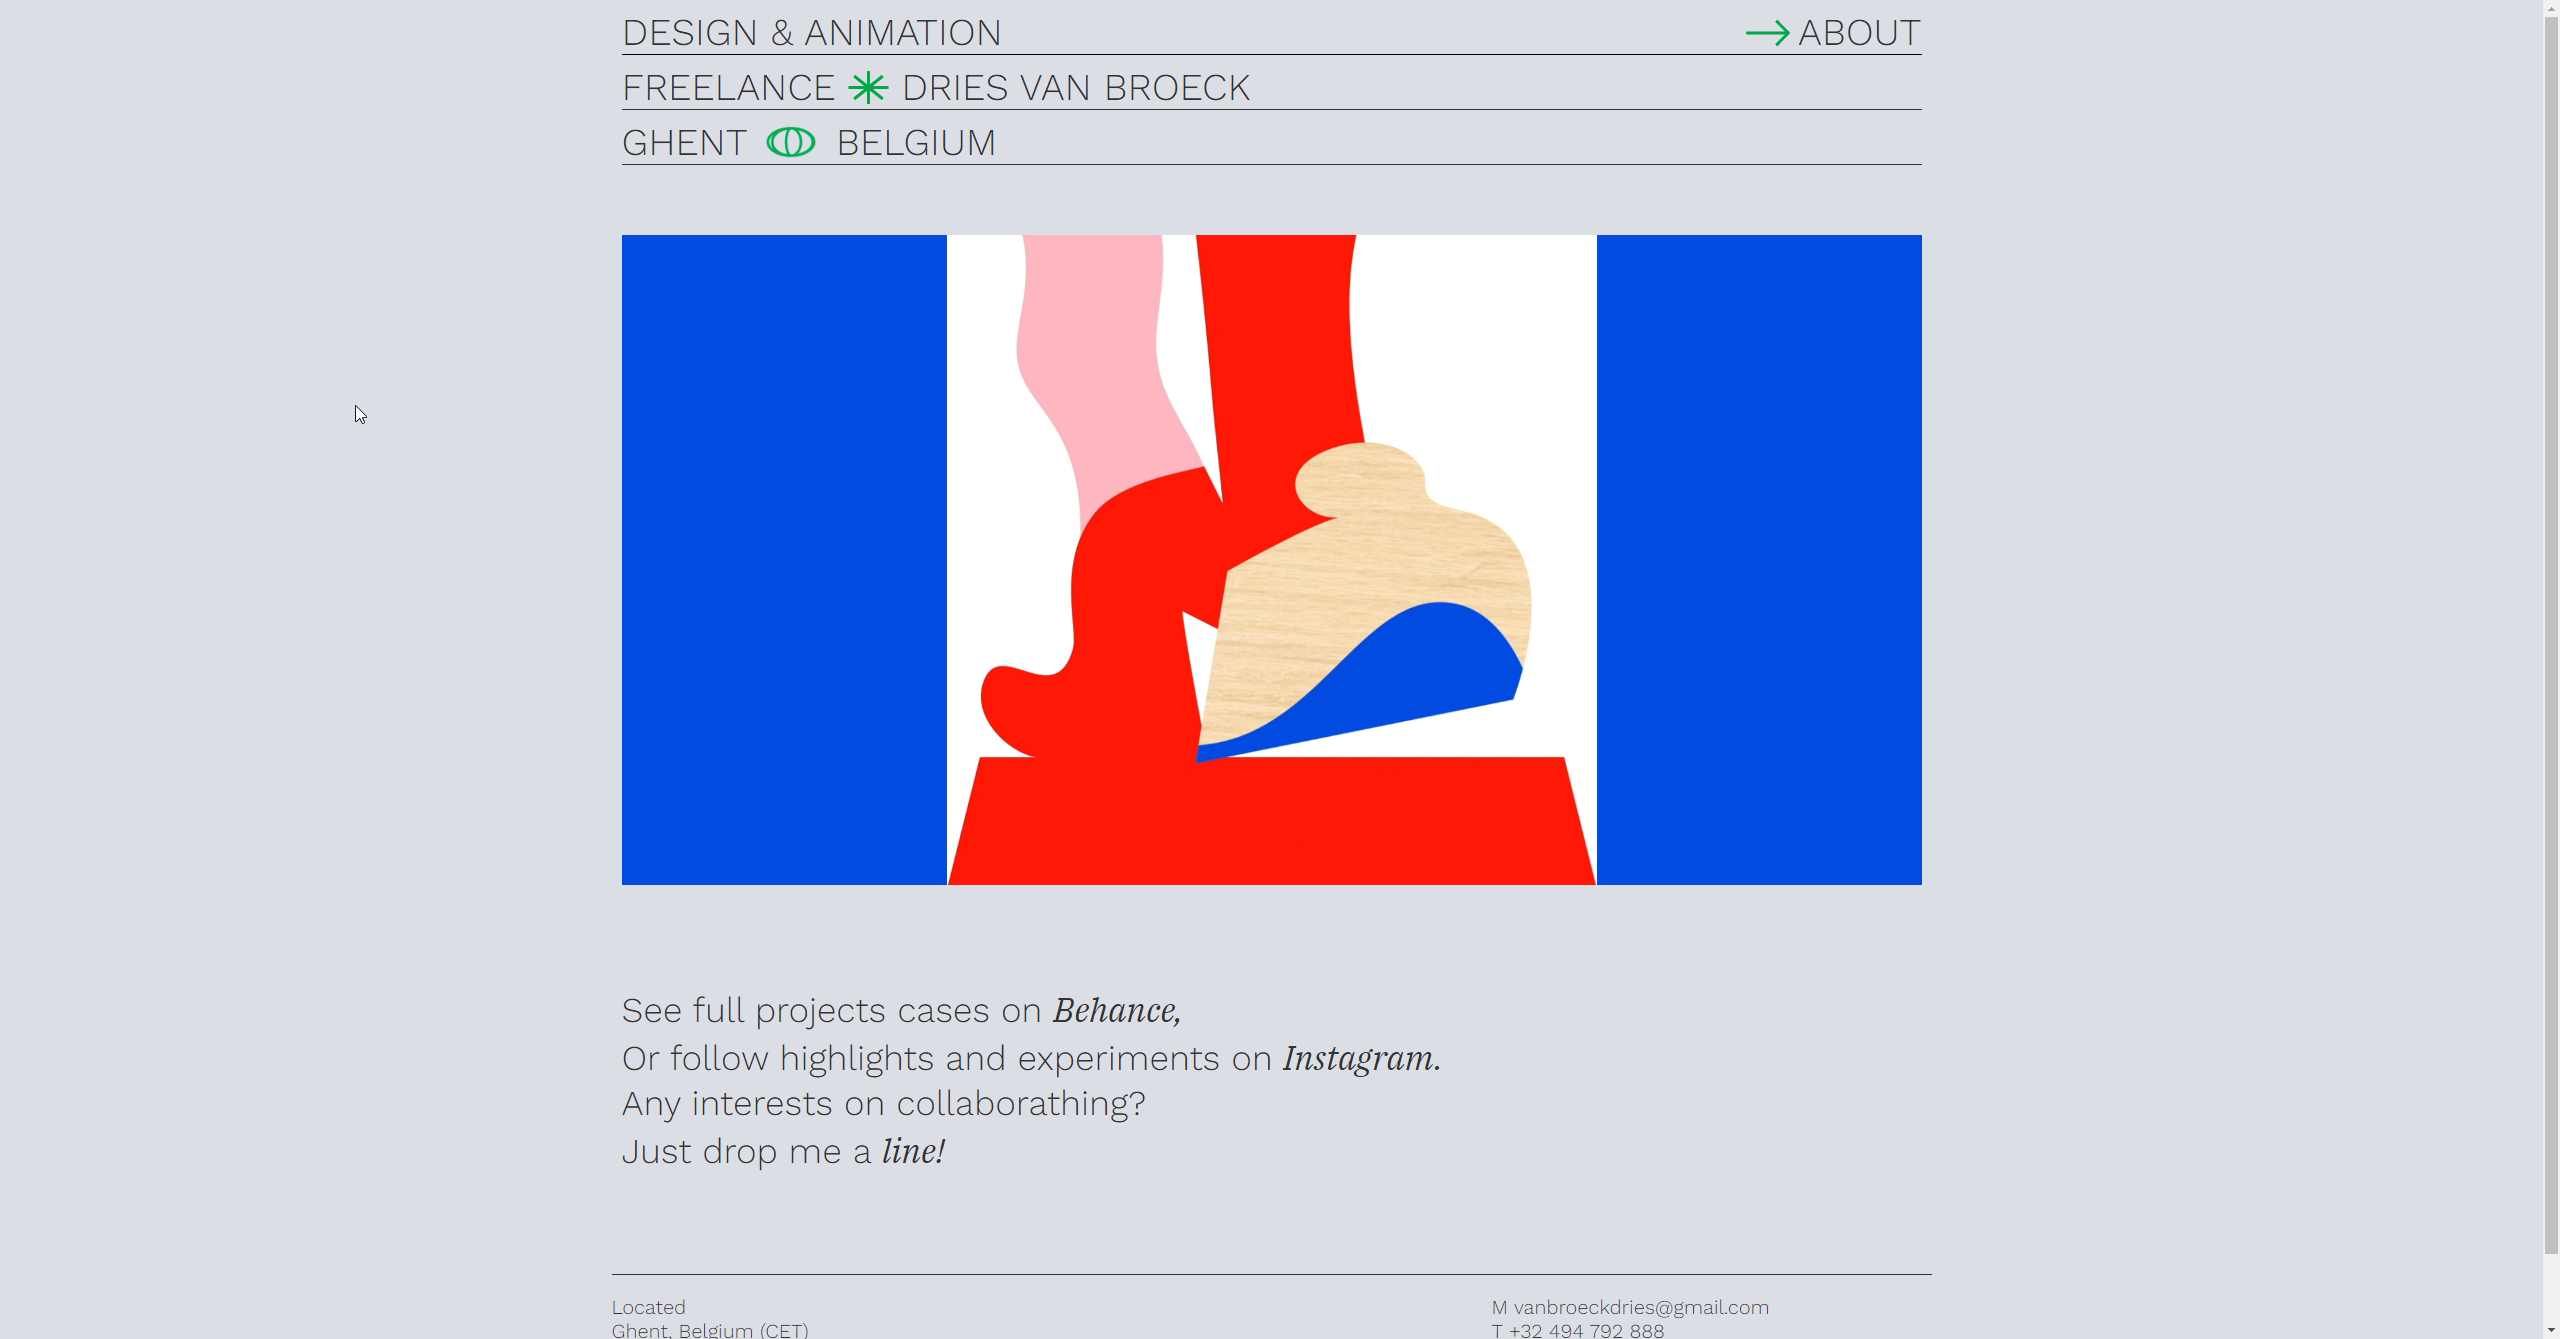 DESIGN & ANIMATION
ABOUT
FREELANCE DRIES VAN BROECK
GHENT BELGIUM
See full projects cases on Behance,
Or follow highlights and experiments on Instagram.
Any interests on collaborathing?
Just drop me a line!
Located
Ghent, Belgium (CET)
M vanbroeckdries@gmail.com
T +32 494 792 888